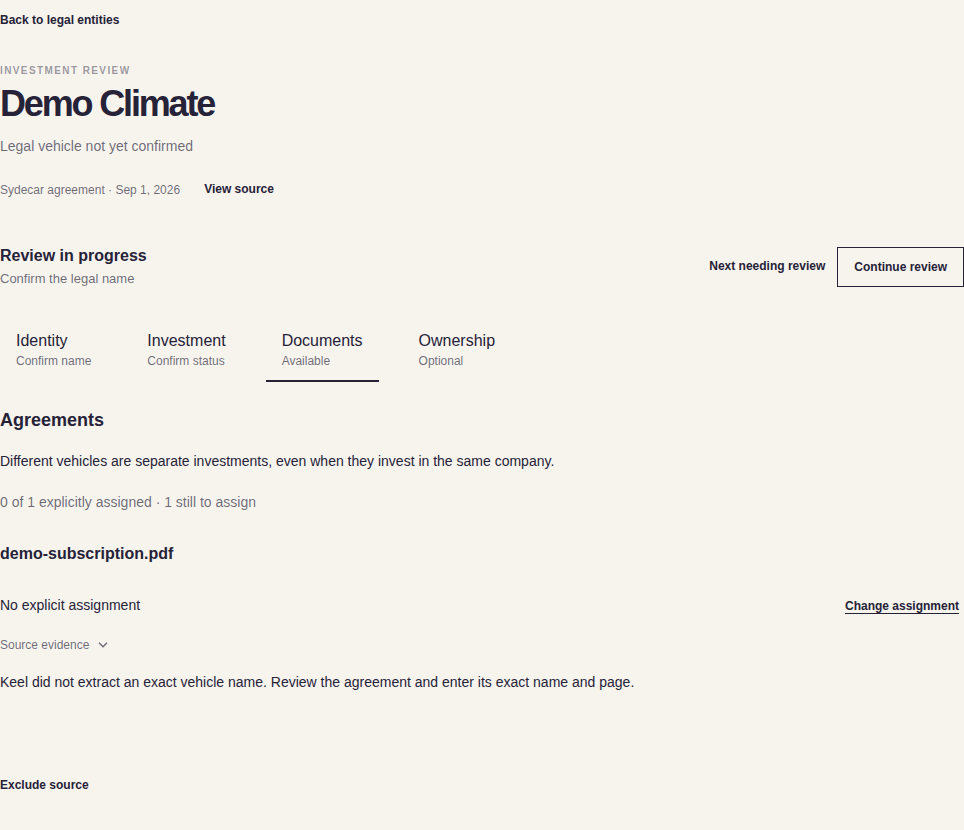 Back to legal entities
INVESTMENT REVIEW
Demo Climate
Legal vehicle not yet confirmed
Sydecar agreement · Sep 1, 2026 View source
Review in progress
Confirm the legal name
Next needing review Continue review
Identity Investment Documents Ownership
Confirm name Confirm status Available Optional
Agreements
Different vehicles are separate investments, even when they invest in the same company.
0 of 1 explicitly assigned · 1 still to assign
demo-subscription.pdf
No explicit assignment Change assignment
Source evidence
Keel did not extract an exact vehicle name. Review the agreement and enter its exact name and page.
Exclude source